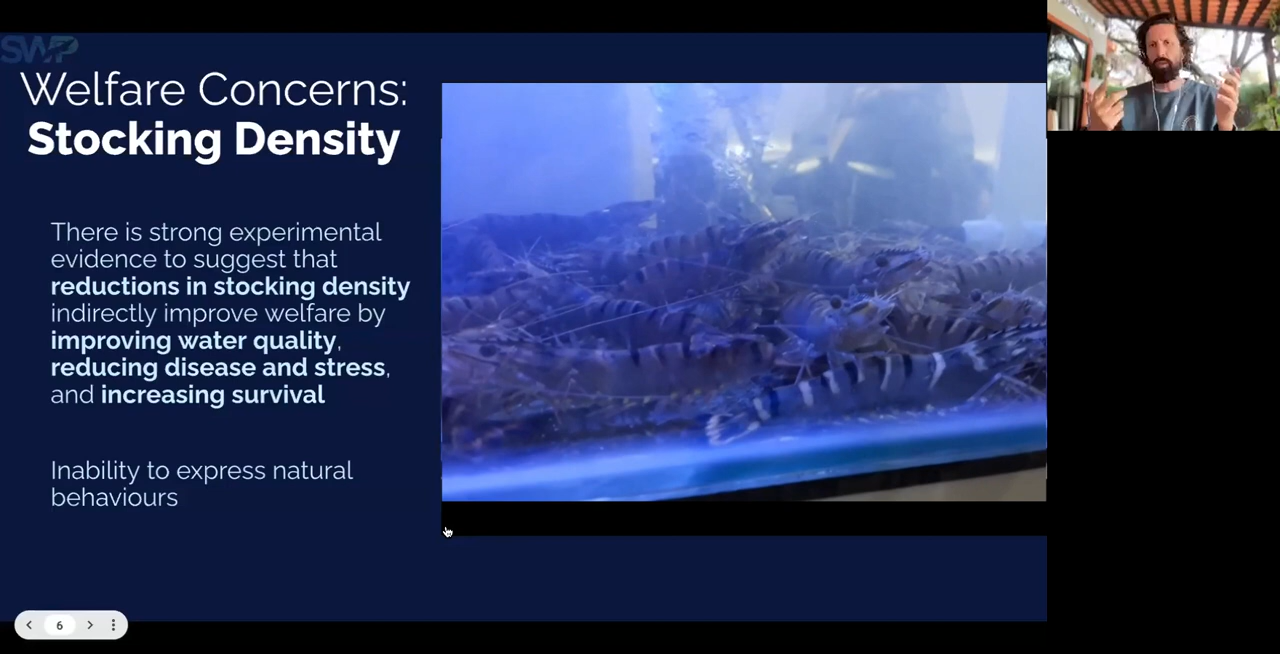 SWP
Welfare Concerns:
Stocking Density
There is strong experimental
evidence to suggest that
reductions in stocking density
indirectly improve welfare by
improving water quality,
reducing disease and stress,
and increasing survival
Inability to express natural
behaviours
6